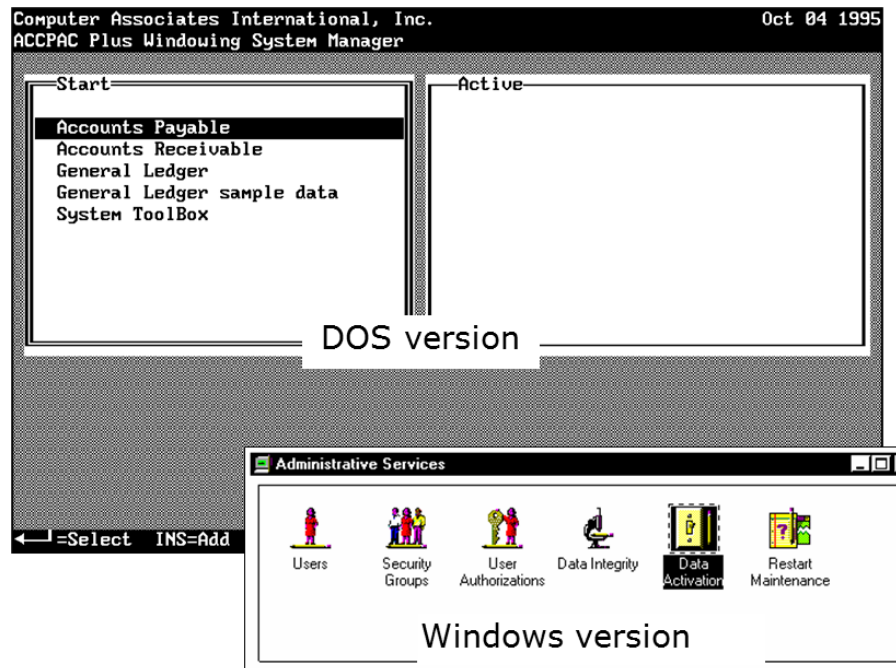 Computer Associates International, Inc. Oct 04 1995
ACCPAC Plus Windowing System Manager
Start Active
Accounts Payable
Accounts Receivable
General Ledger
General Ledger sample data
System ToolBox
DOS version
=Select INS=Add
Administrative Services
Users
Security
Groups
User
Authorizations
Data Integrity
Data
Activation
Restart
Maintenance
Windows version